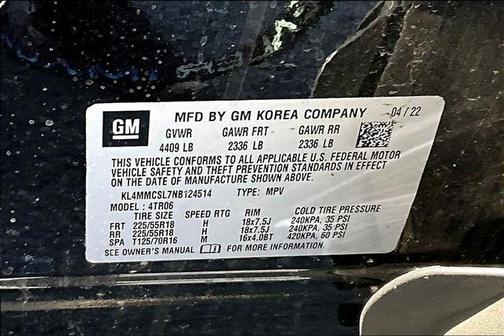 GM
MFD BY GM KOREA COMPANY 04/22
GVWR GAWR FRT GAWR RR
4409 LB 2336 LB 2336 LB
THIS VEHICLE CONFORMS TO ALL APPLICABLE U.S. FEDERAL MOTOR
VEHICLE SAFETY AND THEFT PREVENTION STANDARDS IN EFFECT ON
THE DATE OF MANUFACTURE SHOWN ABOVE.
KL4MMCSL7NB124514 TYPE: MPV
MODEL: 4TR06
TIRE SIZE SPEED RTG RIM COLD TIRE PRESSURE
FRT 225/55R18 H 18x7.5J 240KPA, 35 PSI
RR 225/55R18 H 18x7.5J 240KPA, 35 PSI
SPA T125/70R16 M 16x4.0BT 420KPA, 60 PSI
SEE OWNER'S MANUAL FOR MORE INFORMATION.